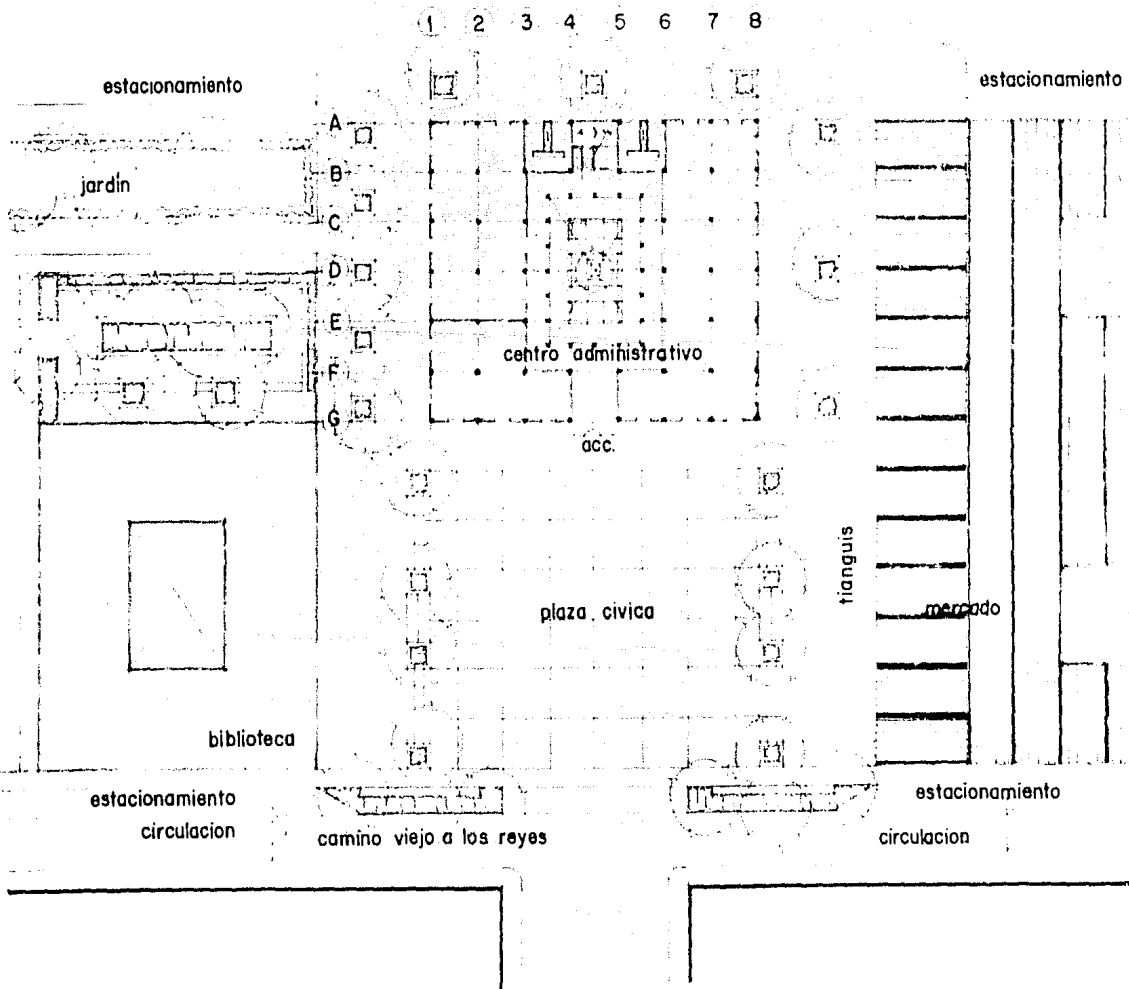 1 2 3 4 5 6 7 8
estacionamiento
estacionamiento
A
B
jardín
C
D
E
centro administrativo
F
G
acc.
tianguis
plaza civica
mercado
biblioteca
estacionamiento
estacionamiento
circulacion
camino viejo a los reyes
circulacion